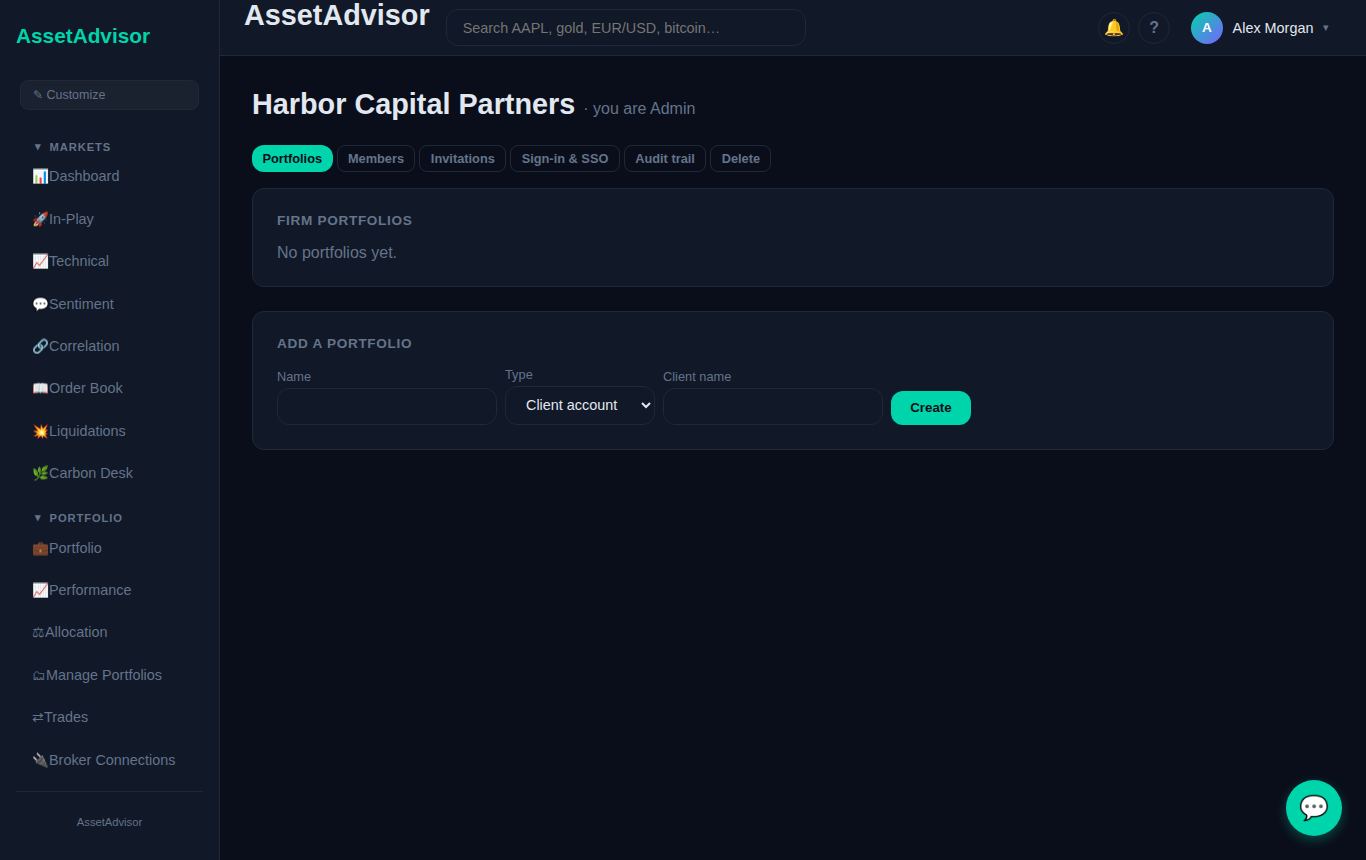 AssetAdvisor
✎ Customize
▼ MARKETS
📊Dashboard
🚀In-Play
📈Technical
💬Sentiment
🔗Correlation
📖Order Book
💥Liquidations
🌿Carbon Desk
▼ PORTFOLIO
💼Portfolio
📈Performance
⚖Allocation
🗂Manage Portfolios
⇄Trades
🔌Broker Connections
AssetAdvisor
AssetAdvisor
Search AAPL, gold, EUR/USD, bitcoin…
🔔 ? A Alex Morgan ▾
Harbor Capital Partners · you are Admin
Portfolios Members Invitations Sign-in & SSO Audit trail Delete
FIRM PORTFOLIOS
No portfolios yet.
ADD A PORTFOLIO
Name Type Client name
Client account Create